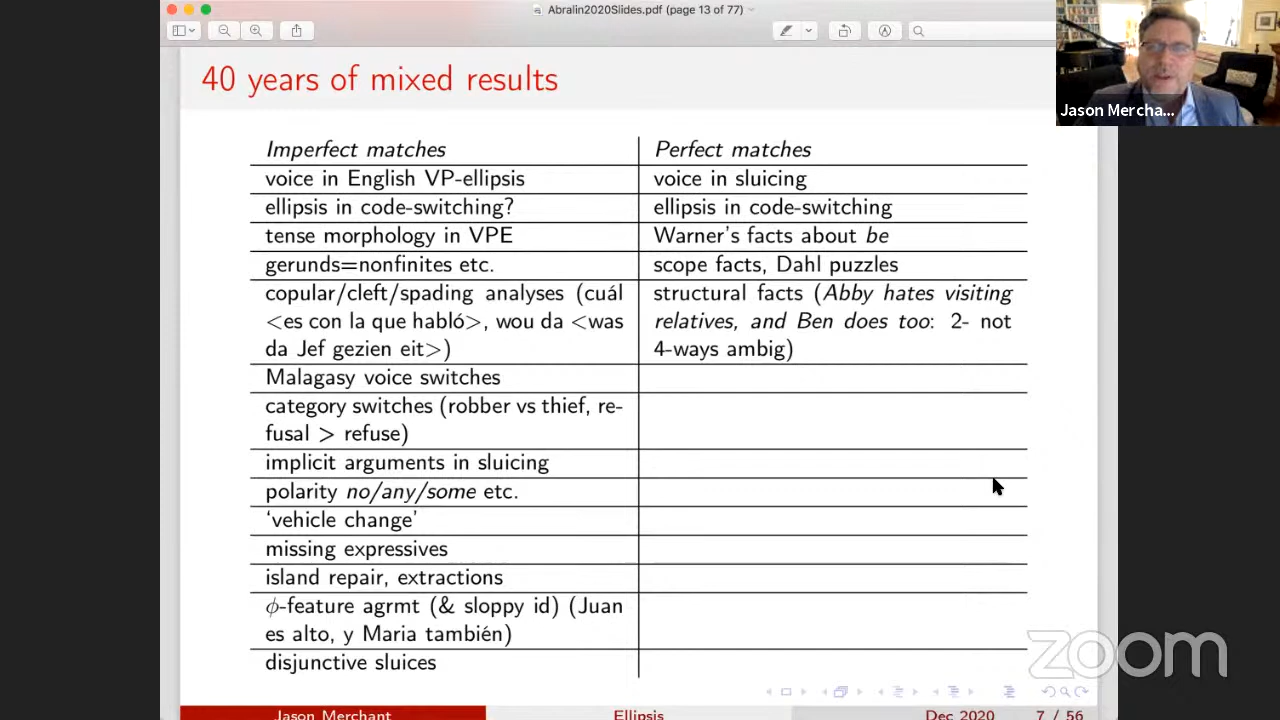 Abralin2020Slides.pdf (page 13 of 77)
40 years of mixed results
Jason Mercha...
Imperfect matches
Perfect matches
voice in English VP-ellipsis
voice in sluicing
ellipsis in code-switching?
ellipsis in code-switching
tense morphology in VPE
Warner's facts about be
gerunds=nonfinites etc.
scope facts, Dahl puzzles
copular/cleft/spading analyses (cuál
<es con la que habló>, wou da <was
da Jef gezien eit>)
structural facts (Abby hates visiting
relatives, and Ben does too: 2- not
4-ways ambig)
Malagasy voice switches
category switches (robber vs thief, re-
fusal > refuse)
implicit arguments in sluicing
polarity no/any/some etc.
‘vehicle change’
missing expressives
island repair, extractions
ϕ-feature agrmt (& sloppy id) (Juan
es alto, y Maria también)
disjunctive sluices
zoom
Jason Merchant
Ellipsis
Dec 2020
7 / 56